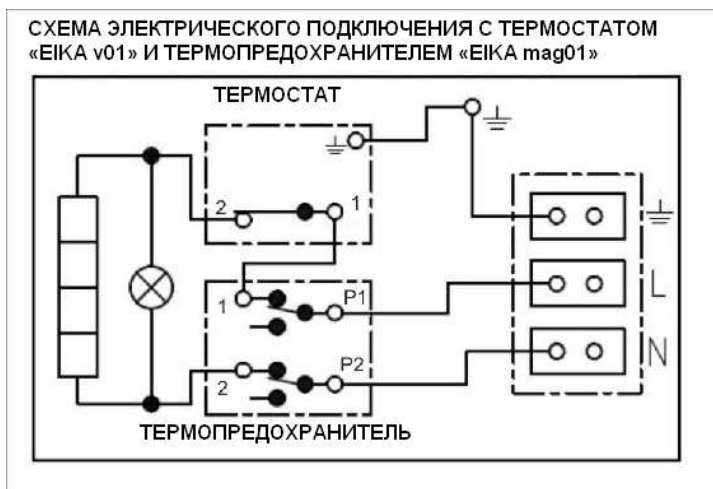 СХЕМА ЭЛЕКТРИЧЕСКОГО ПОДКЛЮЧЕНИЯ С ТЕРМОСТАТОМ
«EIKA v01» И ТЕРМОПРЕДОХРАНИТЕЛЕМ «EIKA mag01»
ТЕРМОСТАТ
2
1
1
P1
L
2
P2
N
ТЕРМОПРЕДОХРАНИТЕЛЬ